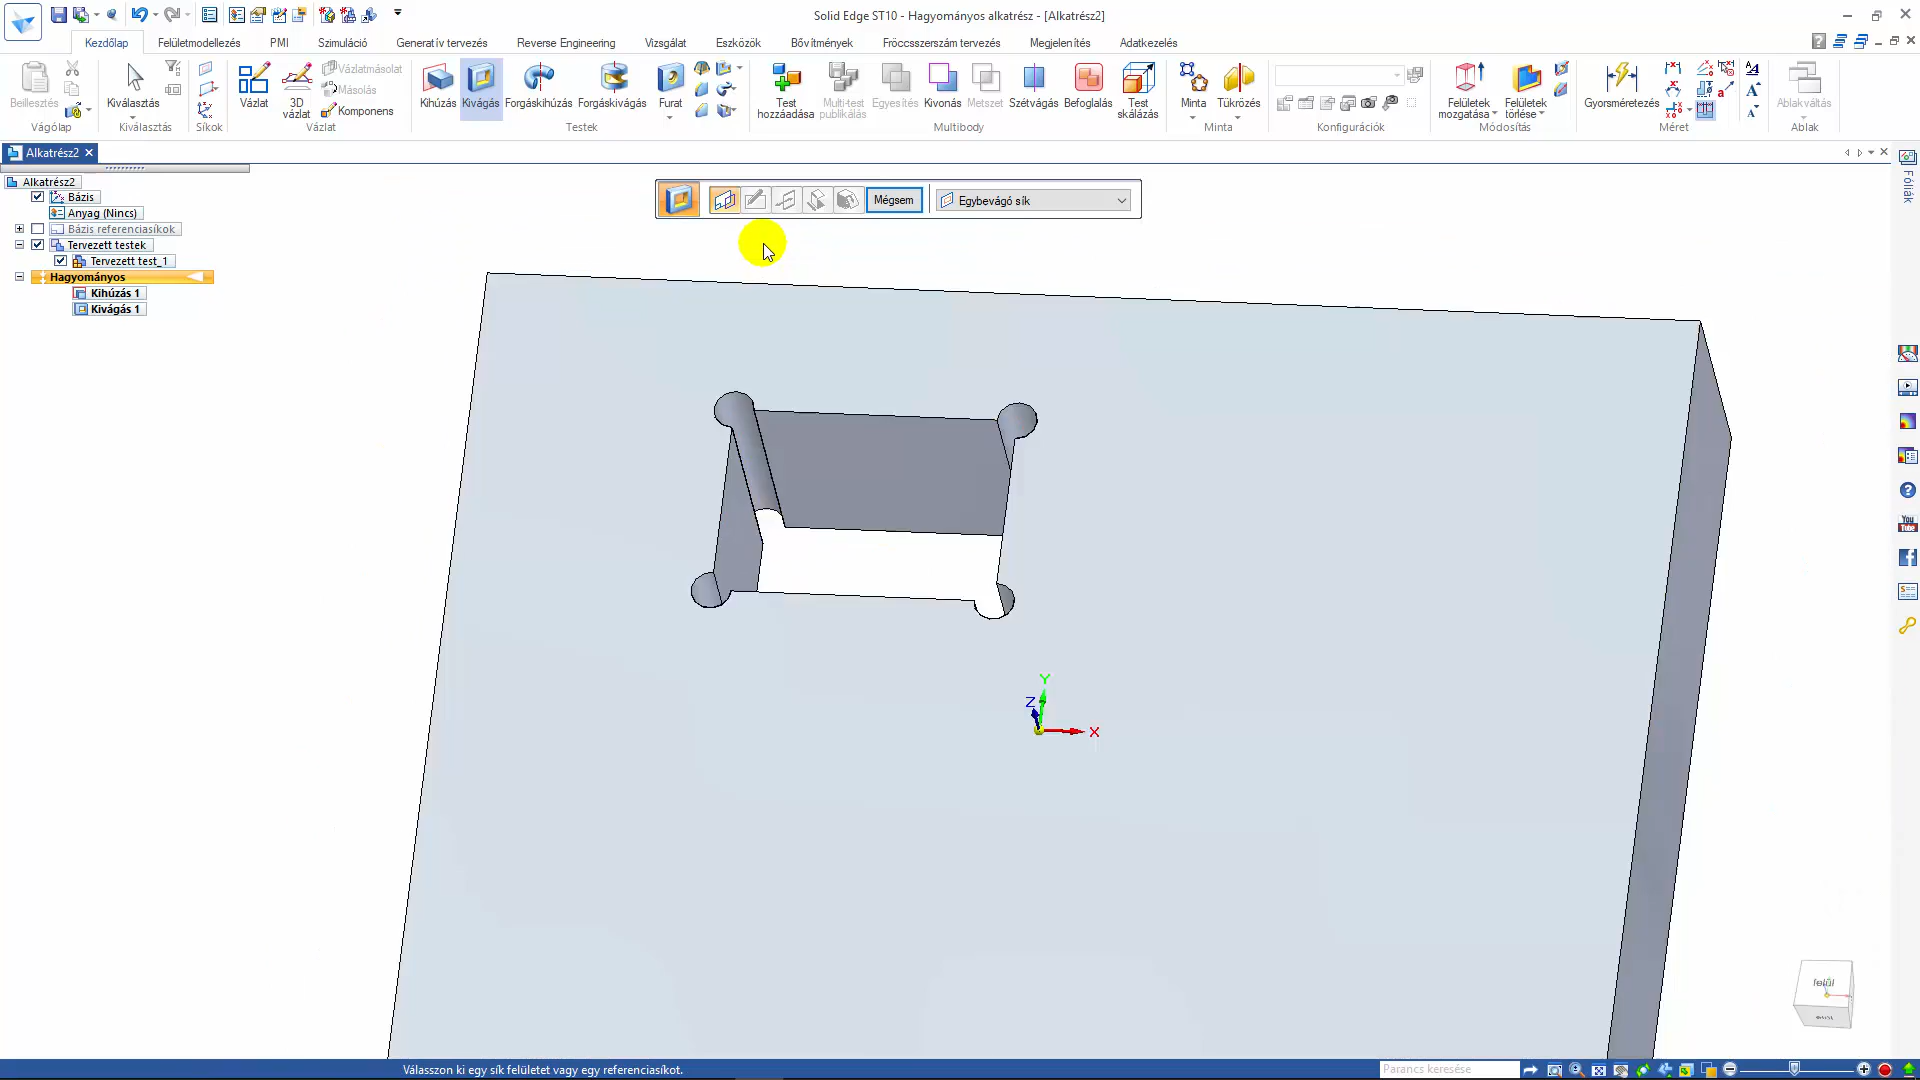 Solid Edge ST10 - Hagyományos alkatrész - [Alkatrész2]
Kezdőlap Felületmodellezés PMI Szimuláció Generatív tervezés Reverse Engineering Vizsgálat Eszközök Bővítmények Fröccsszerszám tervezés Megjelenítés Adatkezelés
Beillesztés
Vágólap
Kiválasztás
Kiválasztás
Síkok
Vázlat
3D vázlat
Vázlatmásolat
Másolás
Komponens
Vázlat
Kihúzás
Kivágás
Forgáskihúzás
Forgáskivágás
Furat
Testek
Test hozzáadása
Multi-test publikálás
Egyesítés
Kivonás
Metszet
Szétvágás
Befoglalás
Test skálázás
Multibody
Minta
Tükrözés
Minta
Konfigurációk
Felületek mozgatása
Felületek törlése
Módosítás
Gyorsméretezés
Méret
Ablakváltás
Ablak
Alkatrész2
Alkatrész2
Bázis
Anyag (Nincs)
Bázis referenciasíkok
Tervezett testek
Tervezett test_1
Hagyományos
Kihúzás 1
Kivágás 1
Mégsem
Egybevágó sík
Fóliák
You
Tube
Y
Z
X
felül
Válasszon ki egy sík felületet vagy egy referenciasíkot.
Parancs keresése